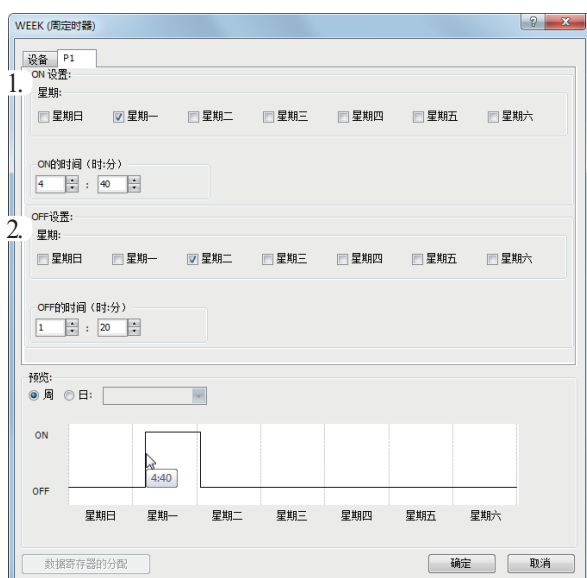 WEEK (周定时器)
设备 P1
1.
ON 设置:
星期:
星期日 星期一 星期二 星期三 星期四 星期五 星期六
ON的时间（时:分）
4 : 40
2.
OFF设置:
星期:
星期日 星期一 星期二 星期三 星期四 星期五 星期六
OFF的时间（时:分）
1 : 20
预览:
周 日:
ON
4:40
OFF
星期日 星期一 星期二 星期三 星期四 星期五 星期六
数据寄存器的分配 确定 取消